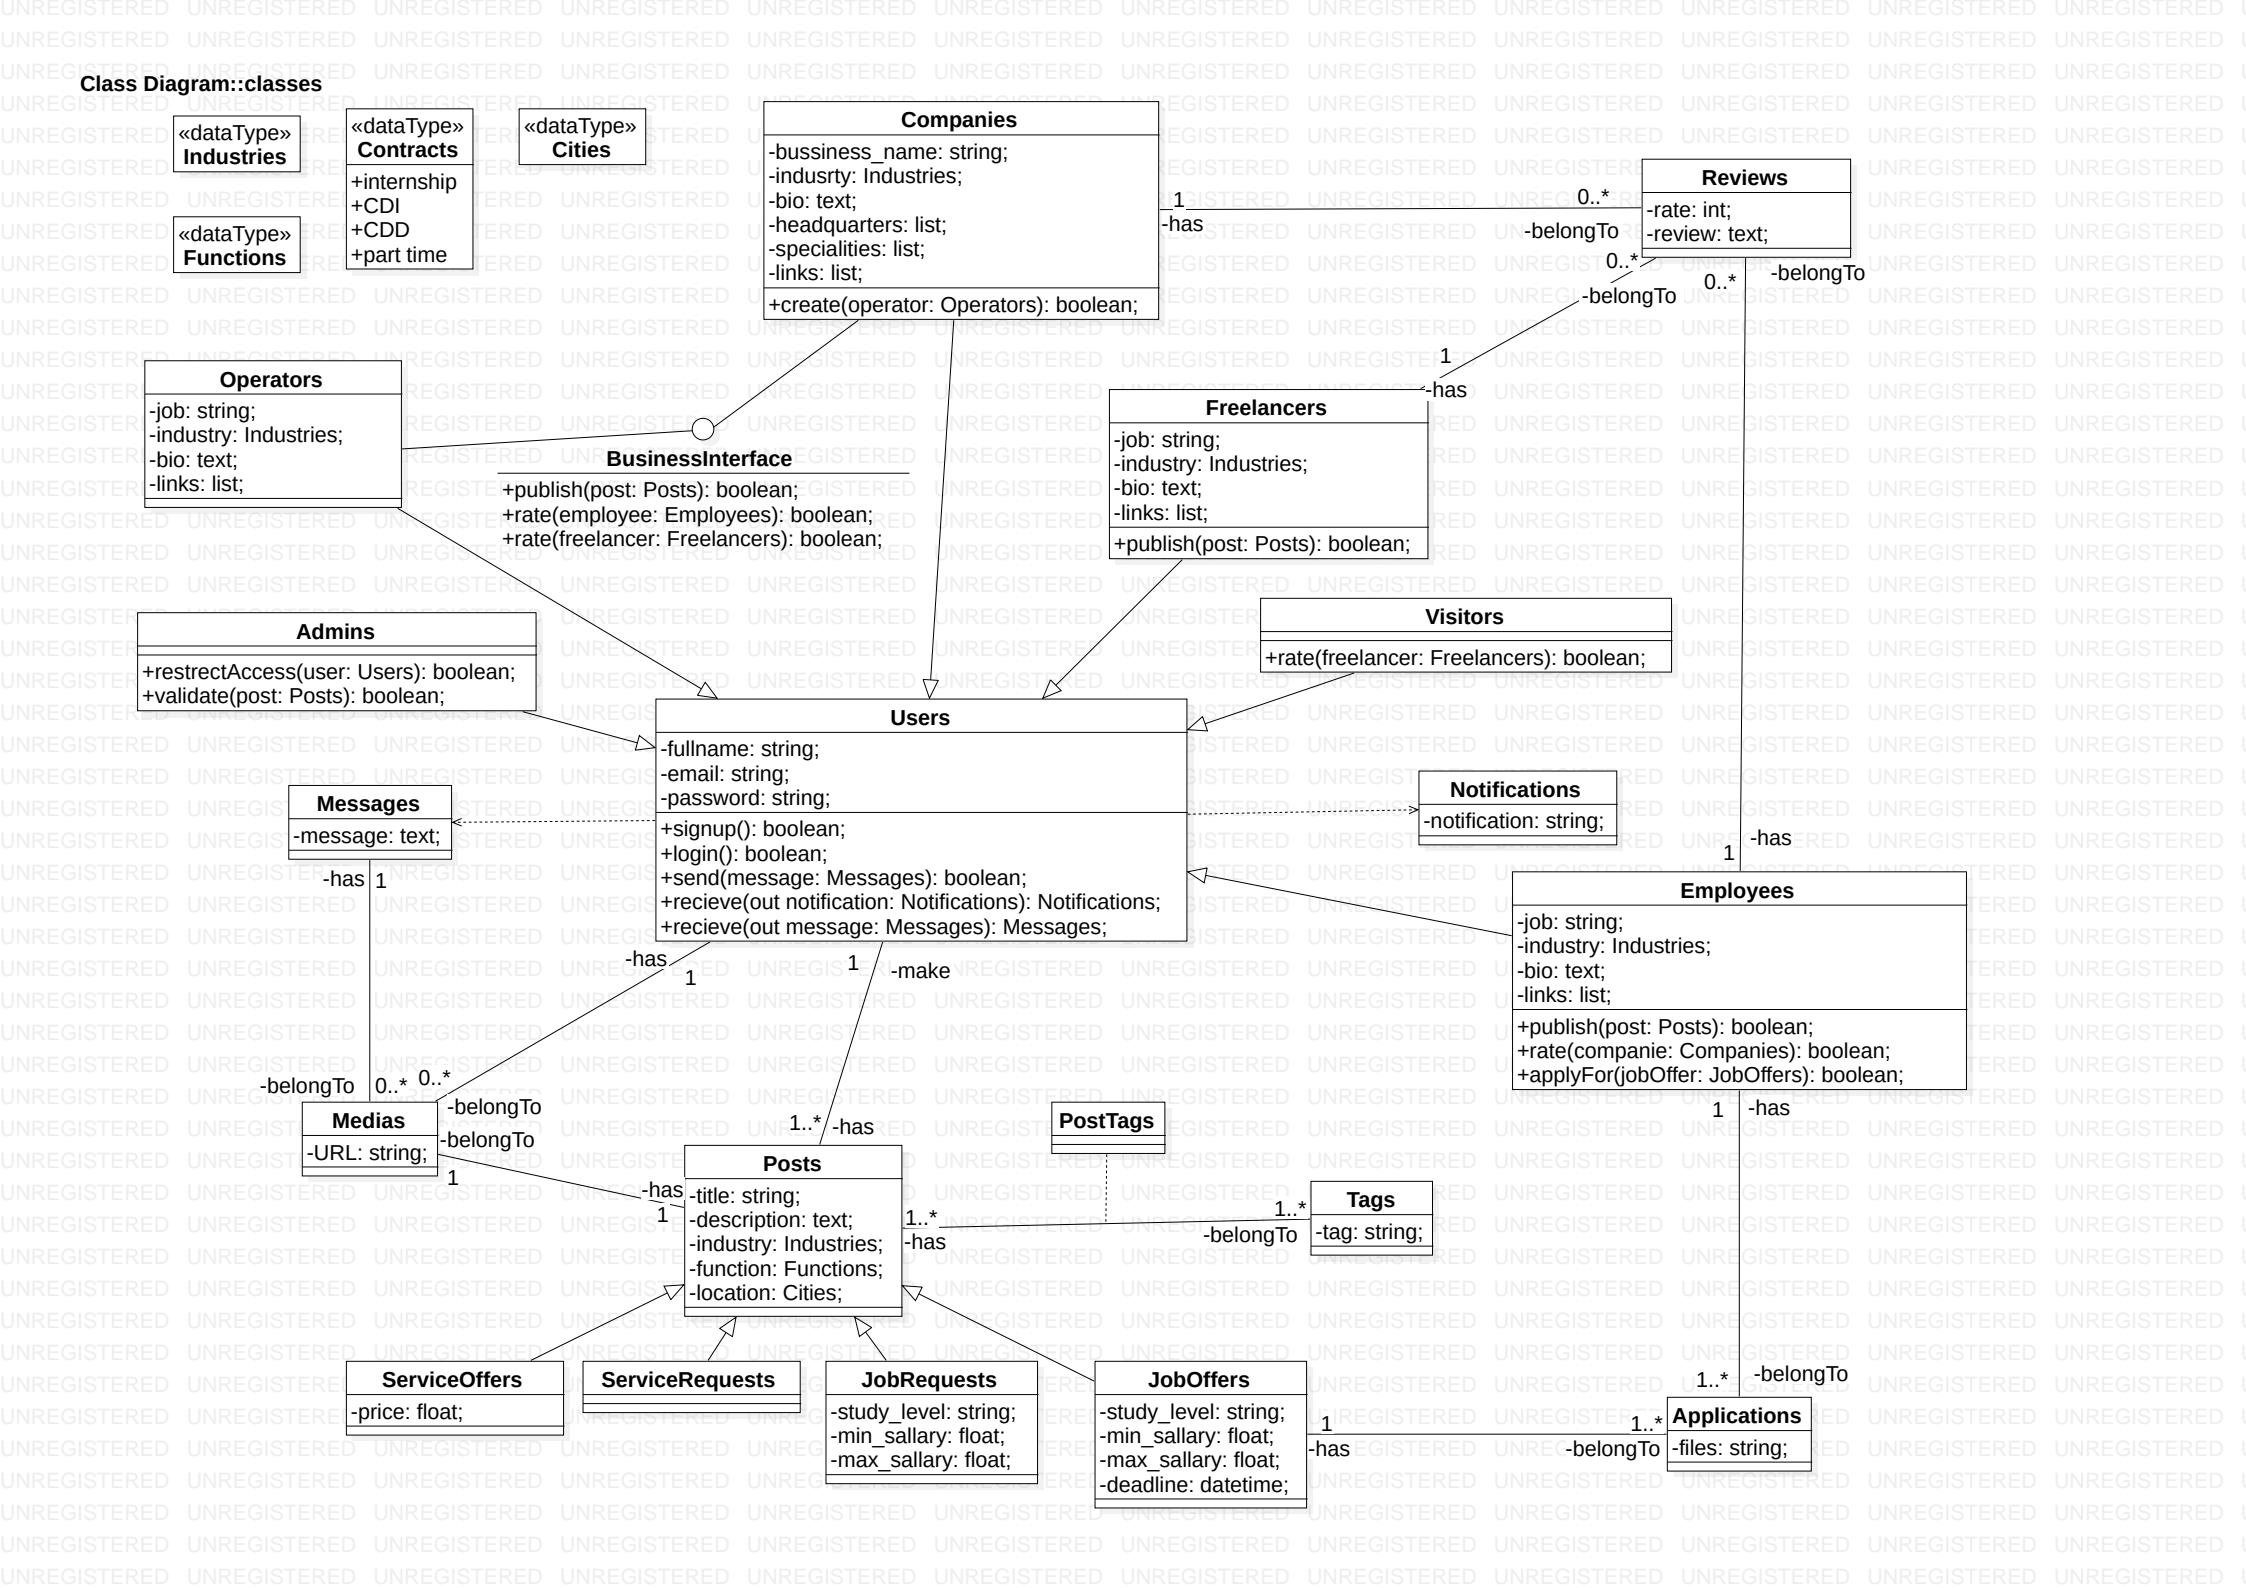 Class Diagram::classes
«dataType»
Industries
«dataType»
Contracts
+internship
+CDI
+CDD
+part time
«dataType»
Cities
«dataType»
Functions
Companies
-bussiness_name: string;
-indusrty: Industries;
-bio: text;
-headquarters: list;
-specialities: list;
-links: list;
+create(operator: Operators): boolean;
1
-has
0..*
-belongTo
Reviews
-rate: int;
-review: text;
0..*
-belongTo
0..*
-belongTo
1
-has
Operators
-job: string;
-industry: Industries;
-bio: text;
-links: list;
BusinessInterface
+publish(post: Posts): boolean;
+rate(employee: Employees): boolean;
+rate(freelancer: Freelancers): boolean;
Freelancers
-job: string;
-industry: Industries;
-bio: text;
-links: list;
+publish(post: Posts): boolean;
Admins
+restrectAccess(user: Users): boolean;
+validate(post: Posts): boolean;
Visitors
+rate(freelancer: Freelancers): boolean;
Users
-fullname: string;
-email: string;
-password: string;
+signup(): boolean;
+login(): boolean;
+send(message: Messages): boolean;
+recieve(out notification: Notifications): Notifications;
+recieve(out message: Messages): Messages;
Messages
-message: text;
-has
1
Notifications
-notification: string;
-has
1
Employees
-job: string;
-industry: Industries;
-bio: text;
-links: list;
+publish(post: Posts): boolean;
+rate(companie: Companies): boolean;
+applyFor(jobOffer: JobOffers): boolean;
-has
1
1
-make
-belongTo
0..*
0..*
-belongTo
Medias
-URL: string;
-belongTo
1
1..*
-has
-has
1
Posts
-title: string;
-description: text;
-industry: Industries;
-function: Functions;
-location: Cities;
PostTags
1..*
-has
1..*
-belongTo
Tags
-tag: string;
1
-has
1..*
-belongTo
ServiceOffers
-price: float;
ServiceRequests
JobRequests
-study_level: string;
-min_sallary: float;
-max_sallary: float;
JobOffers
-study_level: string;
-min_sallary: float;
-max_sallary: float;
-deadline: datetime;
1
-has
1..*
-belongTo
Applications
-files: string;